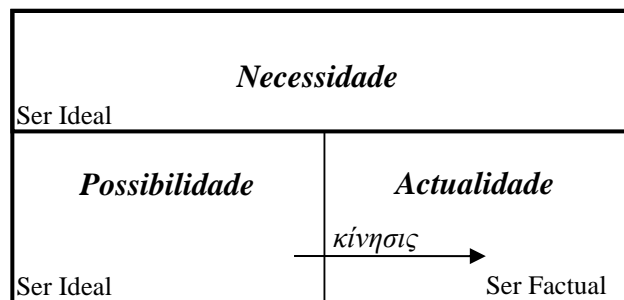 Necessidade
Ser Ideal
Possibilidade Actualidade
κίνησις
Ser Ideal Ser Factual